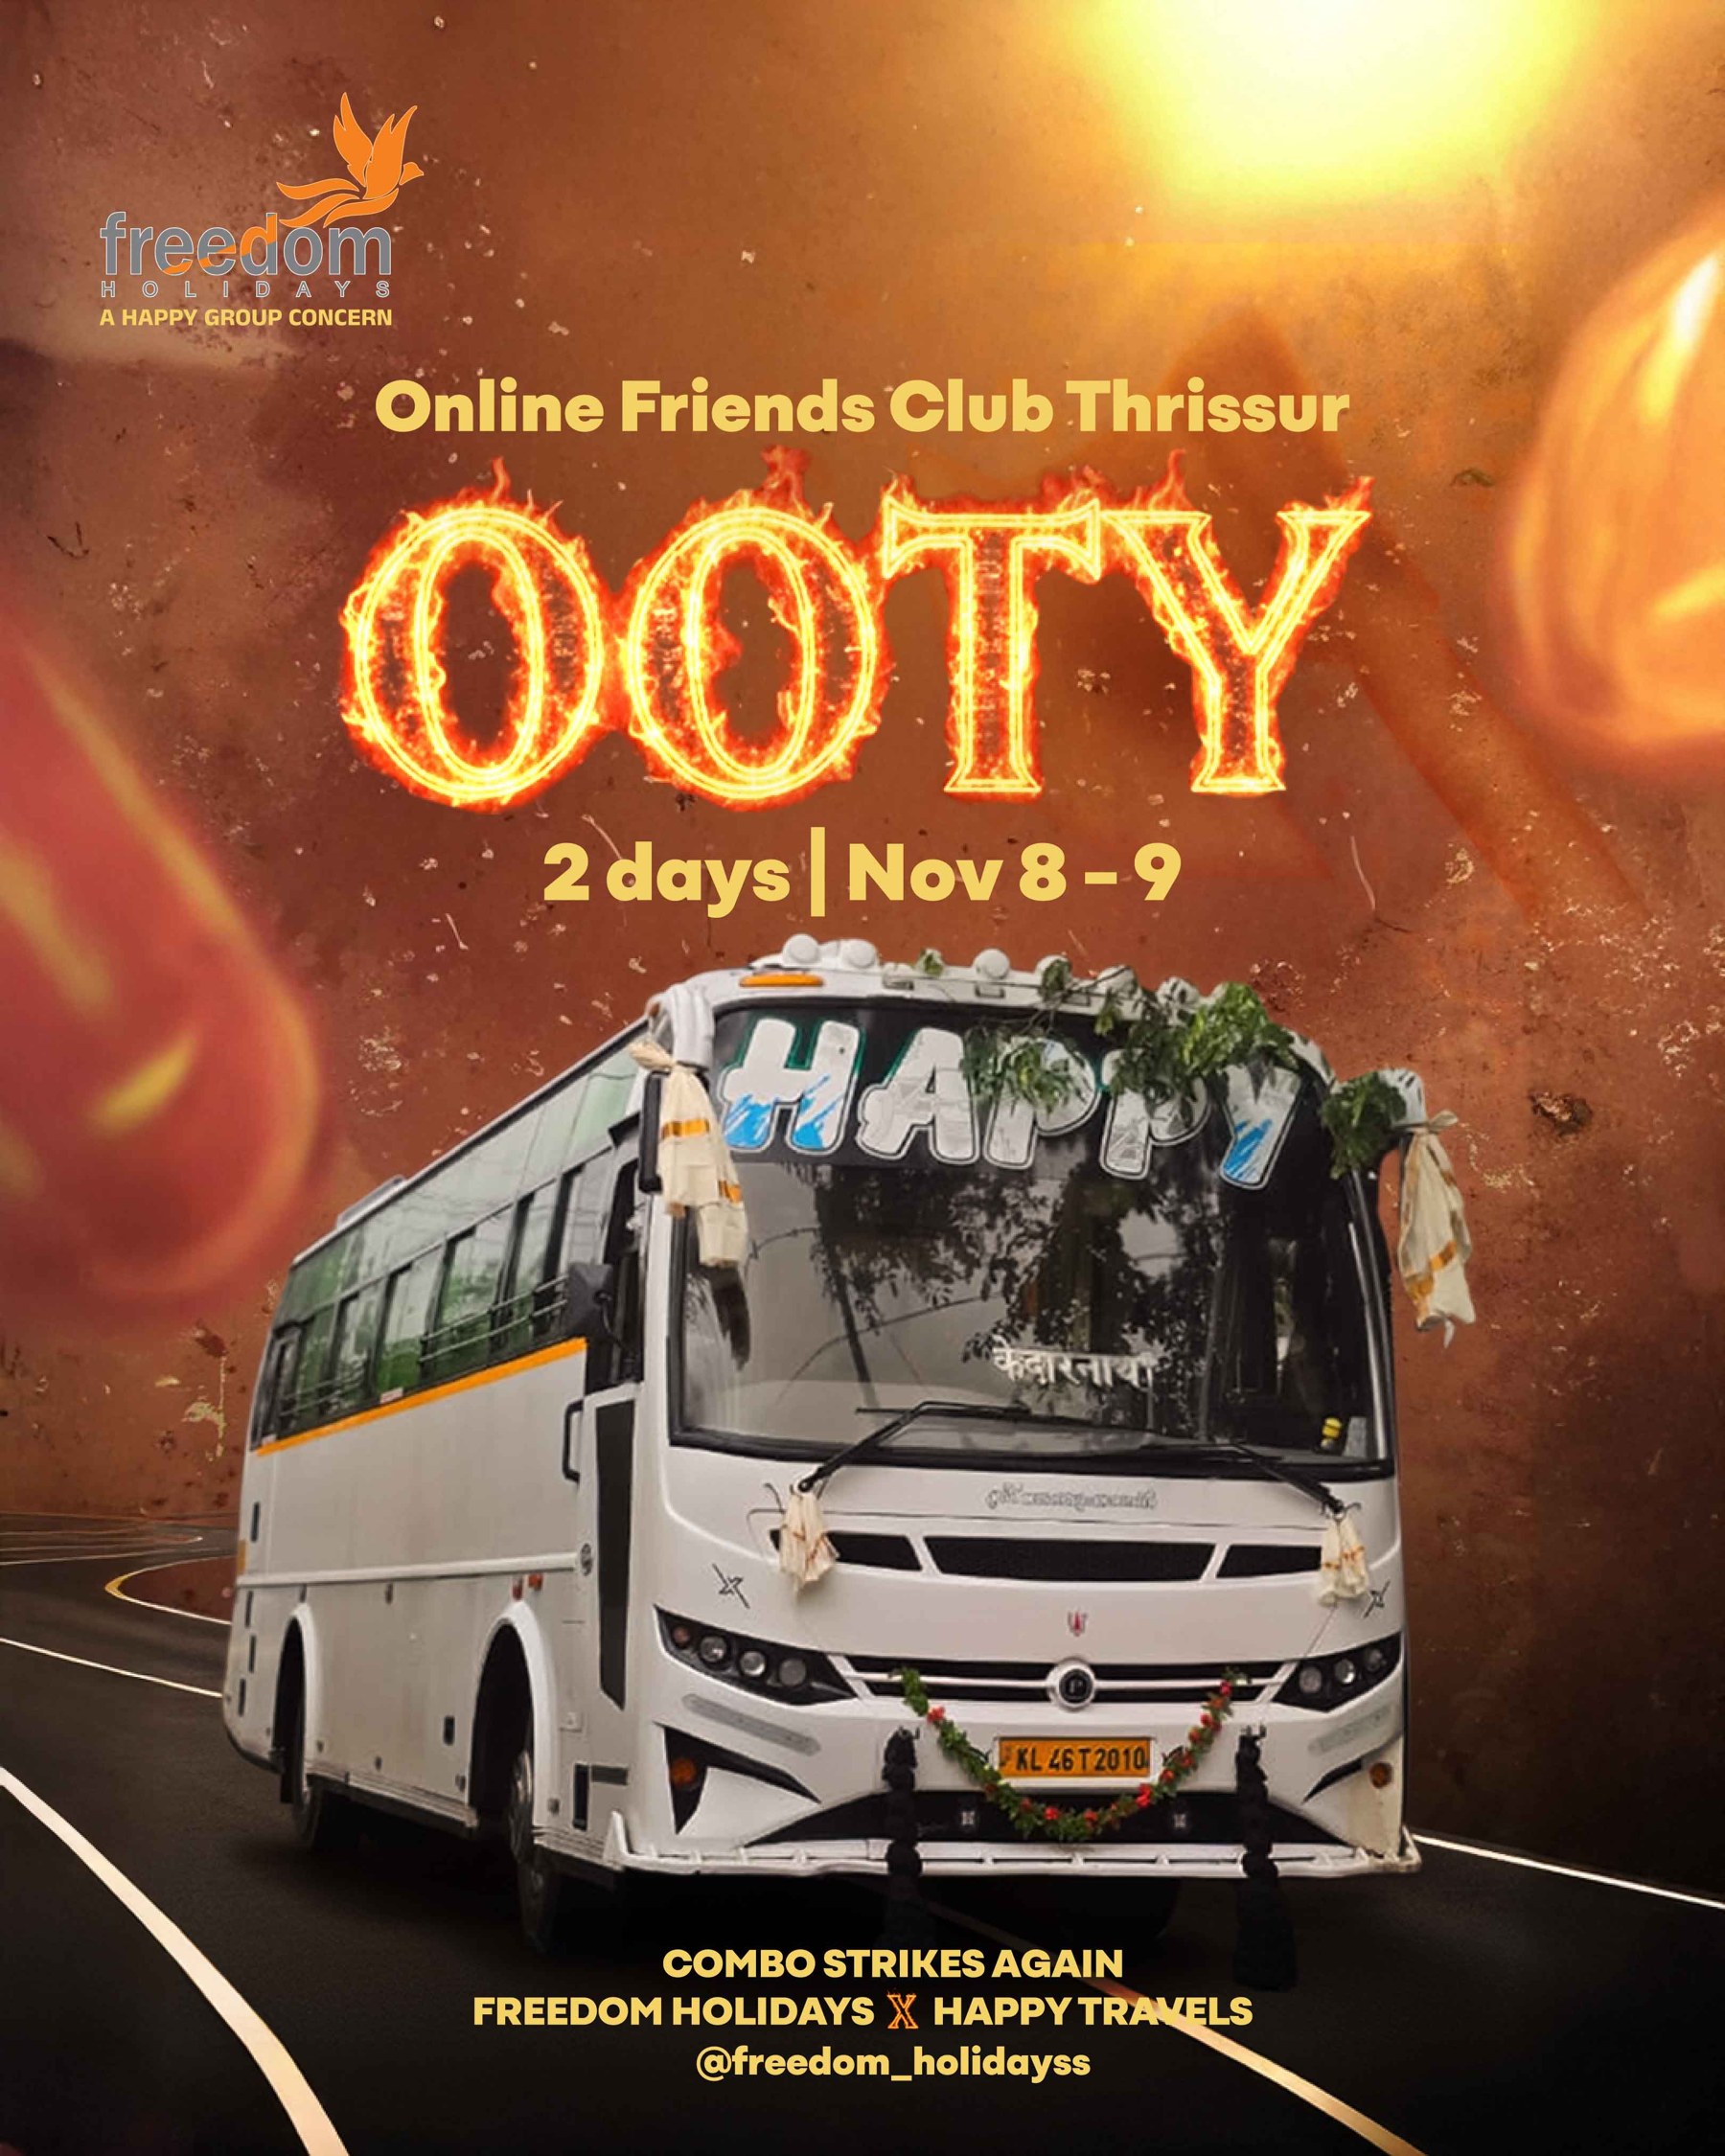 freedom
HOLIDAYS
A HAPPY GROUP CONCERN
Online Friends Club Thrissur
OOTY
2 days | Nov 8 - 9
HAPPY
केदारनाथा
KL 46 T 2010
COMBO STRIKES AGAIN
FREEDOM HOLIDAYS X HAPPY TRAVELS
@freedom_holidayss